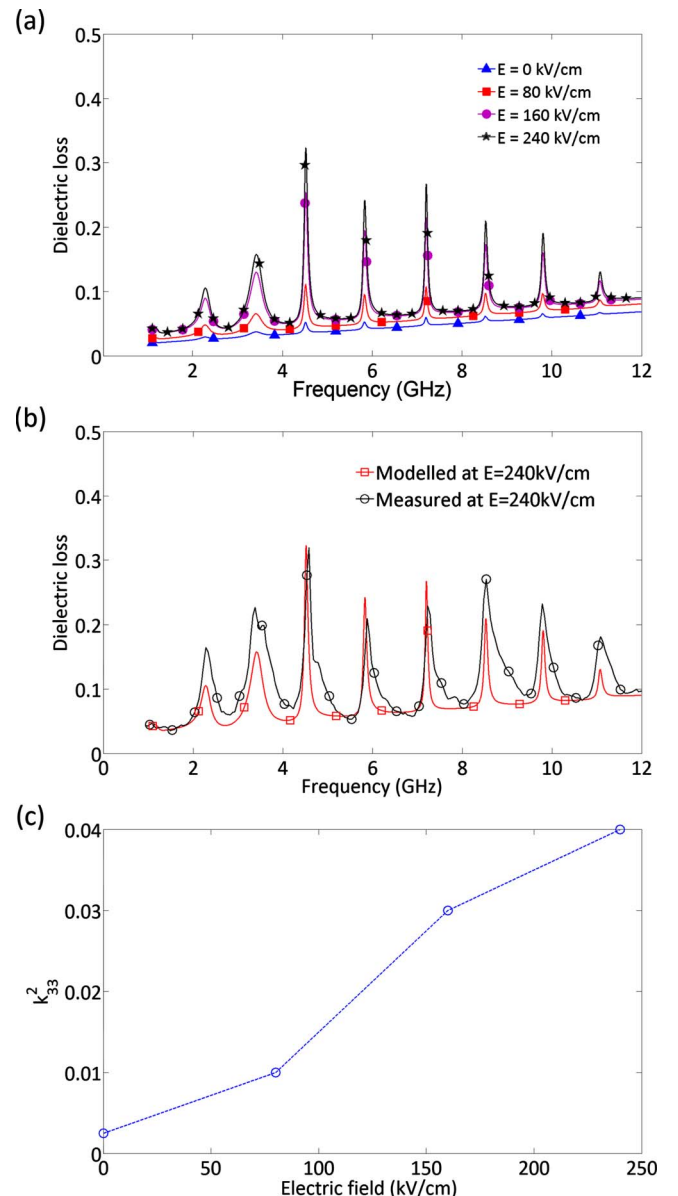 (a)
0.5
0.4
0.3
0.2
0.1
0
Dielectric loss
E = 0 kV/cm
E = 80 kV/cm
E = 160 kV/cm
E = 240 kV/cm
2 4 6 8 10 12
Frequency (GHz)
(b)
0.5
0.4
0.3
0.2
0.1
0
Dielectric loss
Modelled at E=240kV/cm
Measured at E=240kV/cm
2 4 6 8 10 12
Frequency (GHz)
(c)
0.04
0.03
0.02
0.01
0
k²₃₃
0 50 100 150 200 250
Electric field (kV/cm)